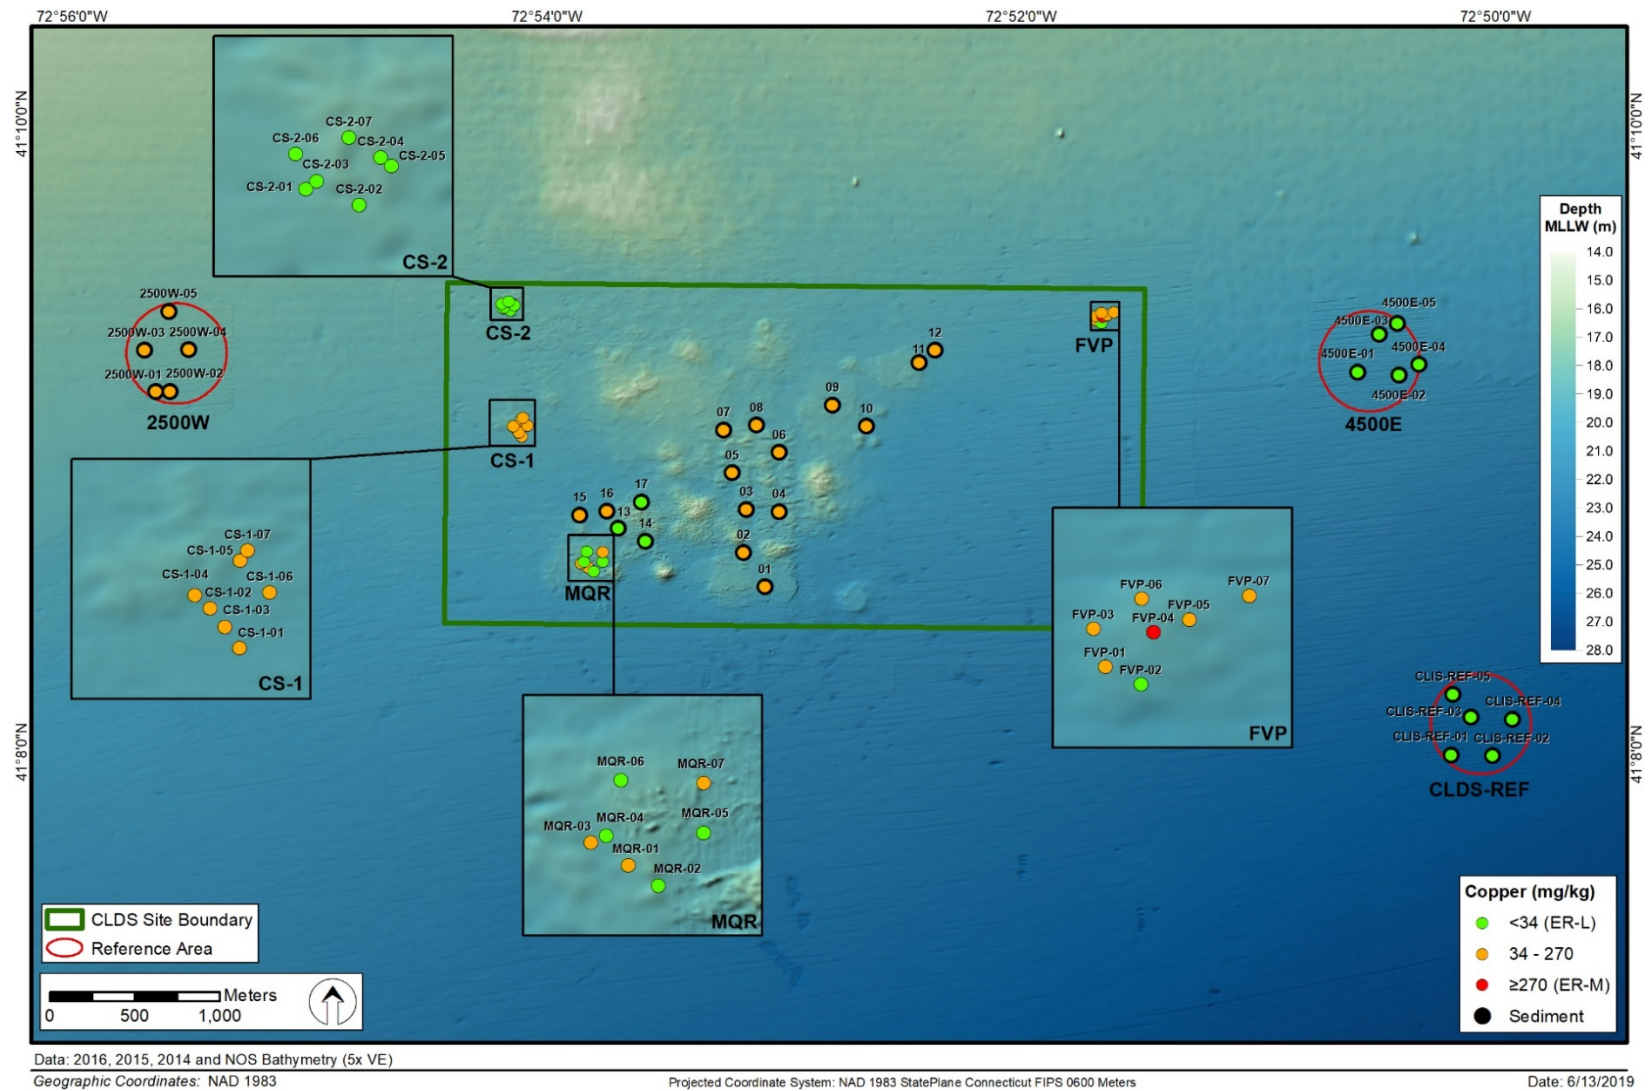 72°56'0"W
72°54'0"W
72°52'0"W
72°50'0"W
41°10'0"N
41°10'0"N
CS-2-07
CS-2-06
CS-2-04
CS-2-05
CS-2-03
CS-2-01
CS-2-02
CS-2
Depth
MLLW (m)
14.0
15.0
16.0
17.0
18.0
19.0
20.0
21.0
22.0
23.0
24.0
25.0
26.0
27.0
28.0
2500W-05
2500W-03
2500W-04
2500W-01
2500W-02
2500W
CS-2
FVP
4500E-05
4500E-03
4500E-04
4500E-01
4500E-02
4500E
12
11
09
10
07
08
06
05
03
04
02
01
CS-1
15
16
17
13
14
MQR
CS-1-07
CS-1-05
CS-1-04
CS-1-06
CS-1-02
CS-1-03
CS-1-01
CS-1
FVP-06
FVP-07
FVP-03
FVP-04
FVP-05
FVP-01
FVP-02
FVP
CLIS-REF-05
CLIS-REF-04
CLIS-REF-03
CLIS-REF-01
CLIS-REF-02
CLDS-REF
41°8'0"N
41°8'0"N
MQR-06
MQR-07
MQR-03
MQR-04
MQR-05
MQR-01
MQR-02
MQR
CLDS Site Boundary
Reference Area
Meters
0
500
1,000
Copper (mg/kg)
<34 (ER-L)
34 - 270
≥270 (ER-M)
Sediment
Data: 2016, 2015, 2014 and NOS Bathymetry (5x VE)
Geographic Coordinates: NAD 1983
Projected Coordinate System: NAD 1983 StatePlane Connecticut FIPS 0600 Meters
Date: 6/13/2019